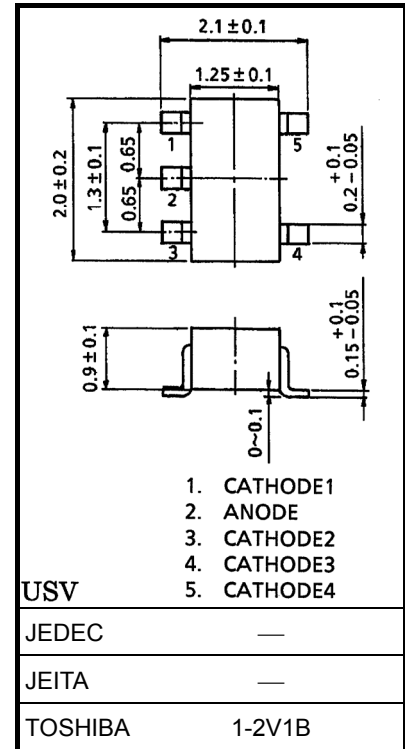 2.1±0.1
1.25±0.1
1
5
2
3
4
2.0±0.2
1.3±0.1
0.65
0.65
+0.1
0.2-0.05
0.9±0.1
+0.1
0.15-0.05
0~0.1
1. CATHODE1
2. ANODE
3. CATHODE2
4. CATHODE3
5. CATHODE4
USV
JEDEC —
JEITA —
TOSHIBA 1-2V1B